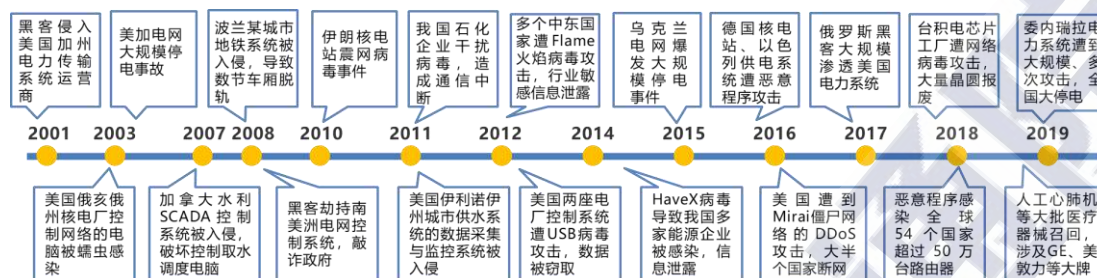 黑客侵入
美国加州
电力传输
系统运营
商
美加电网
大规模停
电事故
波兰某城市
地铁系统被
入侵，导致
数节车厢脱
轨
伊朗核电
站震网病
毒事件
我国石化
企业干扰
病毒，造
成通信中
断
多个中东国
家遭Flame
火焰病毒攻
击，行业敏
感信息泄露
乌克兰
电网爆
发大规
模停电
事件
德国核电
站、以色
列供电系
统遭恶意
程序攻击
俄罗斯黑
客大规模
渗透美国
电力系统
台积电芯片
工厂遭网络
病毒攻击，
大量晶圆报
废
委内瑞拉电
力系统遭到
大规模、多
次攻击，全
国大停电
2001 2003 2007 2008 2010 2011 2012 2014 2015 2016 2017 2018 2019
美国俄亥俄
州核电厂控
制网络的电
脑被蠕虫感
染
加拿大水利
SCADA控制
系统被入侵，
破坏控制取水
调度电脑
黑客劫持南
美洲电网控
制系统，敲
诈政府
美国伊利诺伊
州城市供水系
统的数据采集
与监控系统被
入侵
美国两座电
厂控制系统
遭USB病毒
攻击，数据
被窃取
HaveX病毒
导致我国多
家能源企业
被感染，信
息泄露
美国遭到
Mirai僵尸网
络的DDoS
攻击，大半
个国家断网
恶意程序感
染全球
54个国家
超过50万
台路由器
人工心肺机
等大批医疗
器械召回，
涉及GE、美
敦力等大牌